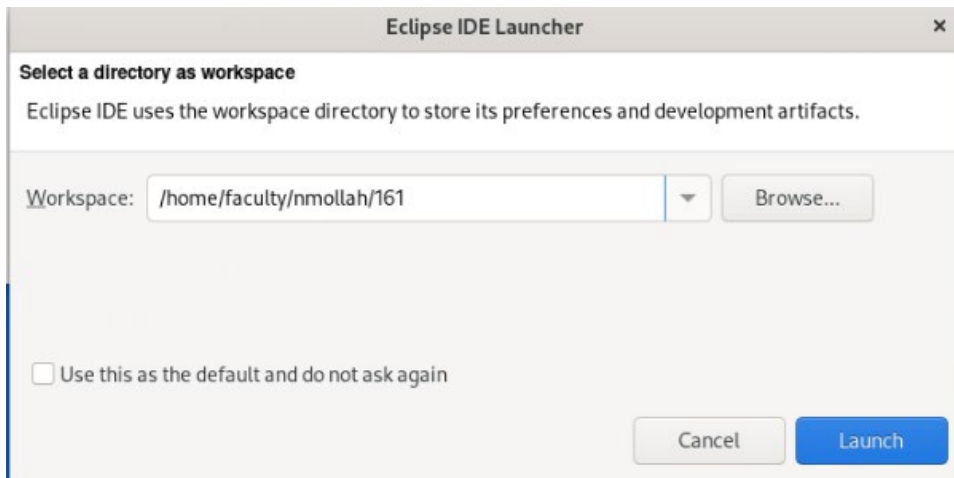 Eclipse IDE Launcher ×
Select a directory as workspace
Eclipse IDE uses the workspace directory to store its preferences and development artifacts.
Workspace: /home/faculty/nmollah/161 Browse...
Use this as the default and do not ask again
Cancel Launch